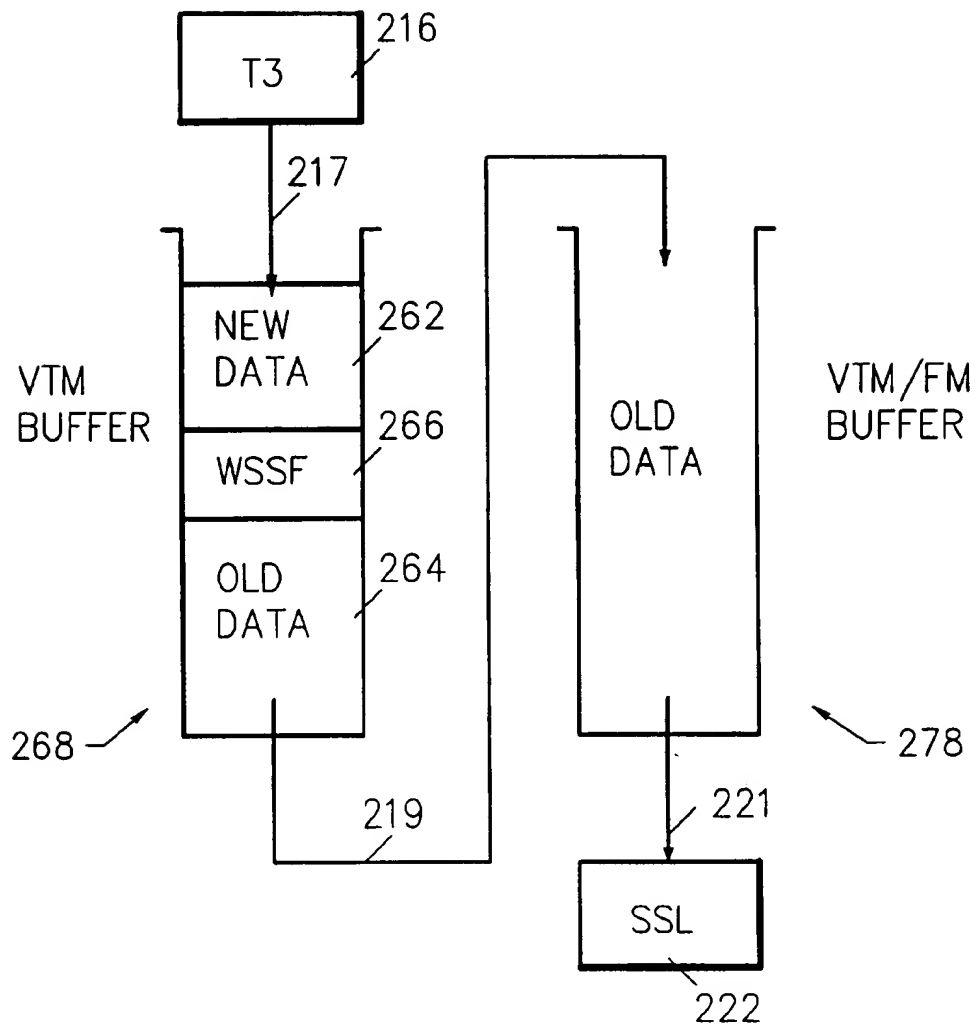 T3
216
217
NEW
DATA
262
VTM
BUFFER
WSSF
266
OLD
DATA
264
268
219
OLD
DATA
VTM/FM
BUFFER
278
221
SSL
222